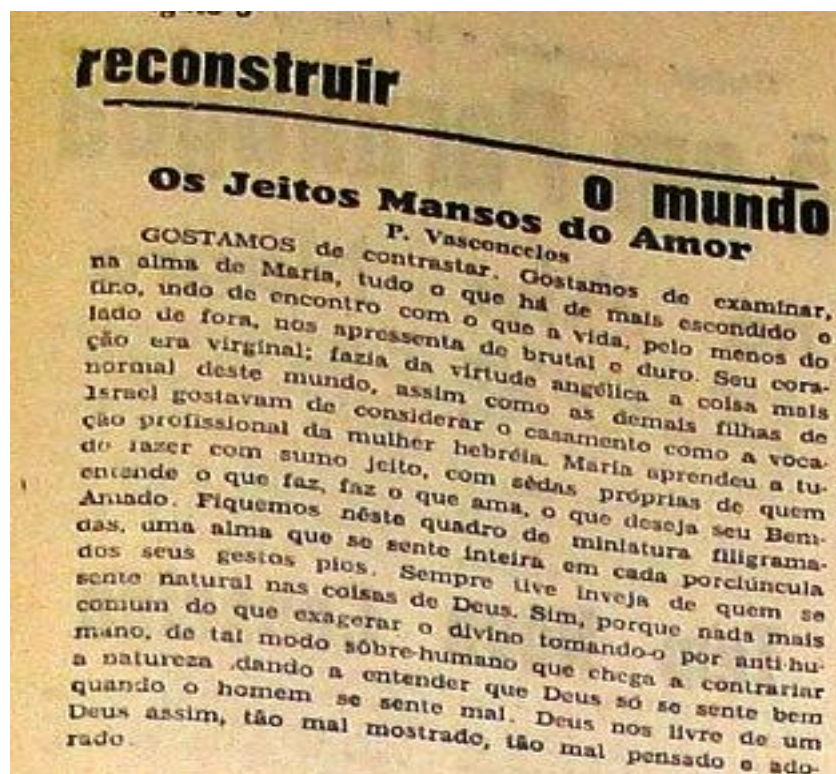 reconstruir
o mundo
Os Jeitos Mansos do Amor
P. Vasconcelos
GOSTAMOS de contrastar. Gostamos de examinar,
na alma de Maria, tudo o que há de mais escondido e
fino, indo de encontro com o que a vida, pelo menos do
lado de fora, nos apressenta de brutal e duro. Seu cora-
ção era virginal; fazia da virtude angélica a coisa mais
normal deste mundo, assim como as demais filhas de
Israel gostavam de considerar o casamento como a voca-
ção profissional da mulher hebréia. Maria aprendeu a tu-
do fazer com sumo jeito, com sêdas próprias de quem
entende o que faz, faz o que ama, o que deseja seu Bem-
Amado. Fiquemos nêste quadro de miniatura filigrama-
das, uma alma que se sente inteira em cada porciúncula
dos seus gestos pios. Sempre tive inveja de quem se
sente natural nas coisas de Deus. Sim, porque nada mais
comum do que exagerar o divino tomando-o por anti-hu-
mano, de tal modo sôbre-humano que chega a contrariar
a natureza ,dando a entender que Deus só se sente bem
quando o homem se sente mal. Deus nos livre de um
Deus assim, tão mal mostrado, tão mal pensado e ado-
rado.